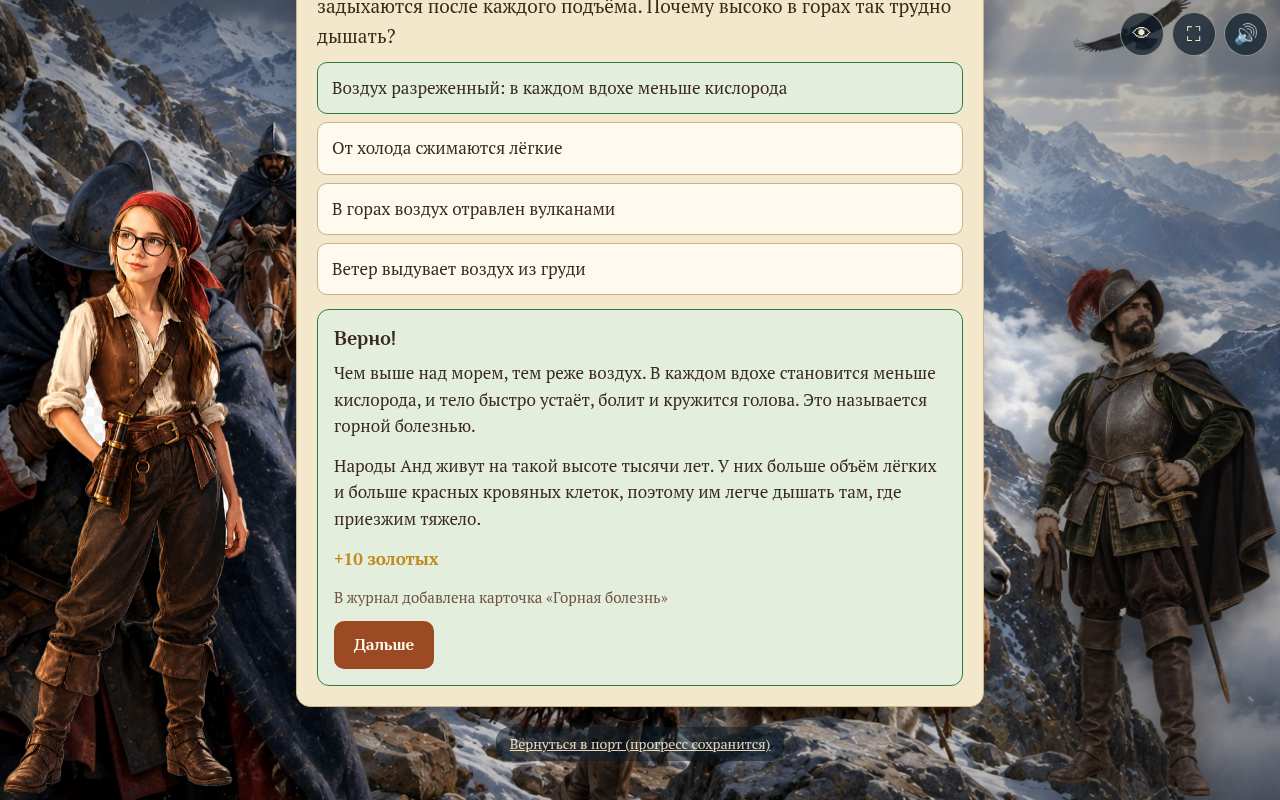 задыхаются после каждого подъёма. Почему высоко в горах так трудно
дышать?
Воздух разреженный: в каждом вдохе меньше кислорода
От холода сжимаются лёгкие
В горах воздух отравлен вулканами
Ветер выдувает воздух из груди
Верно!
Чем выше над морем, тем реже воздух. В каждом вдохе становится меньше
кислорода, и тело быстро устаёт, болит и кружится голова. Это называется
горной болезнью.
Народы Анд живут на такой высоте тысячи лет. У них больше объём лёгких
и больше красных кровяных клеток, поэтому им легче дышать там, где
приезжим тяжело.
+10 золотых
В журнал добавлена карточка «Горная болезнь»
Дальше
Вернуться в порт (прогресс сохранится)